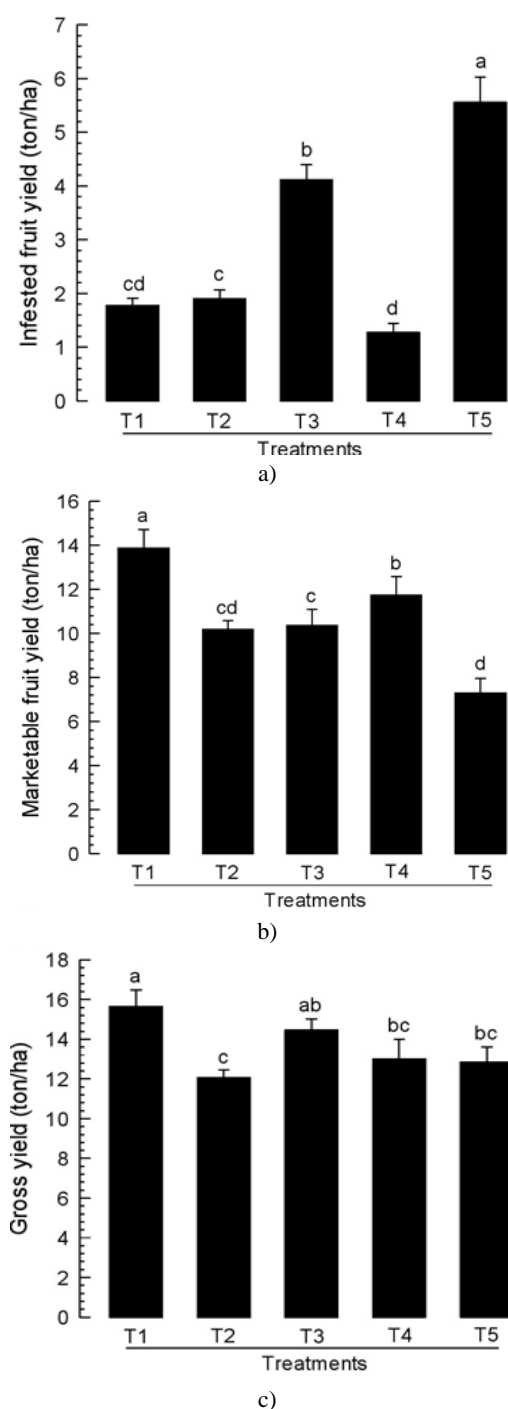 Infested fruit yield (ton/ha)
7
6
5
4
3
2
1
0
cd
c
b
d
a
T1 T2 T3 T4 T5
Treatments
a)
Marketable fruit yield (ton/ha)
16
14
12
10
8
6
4
2
0
a
cd
c
b
d
T1 T2 T3 T4 T5
Treatments
b)
Gross yield (ton/ha)
18
16
14
12
10
8
6
4
2
0
a
c
ab
bc
bc
T1 T2 T3 T4 T5
Treatments
c)